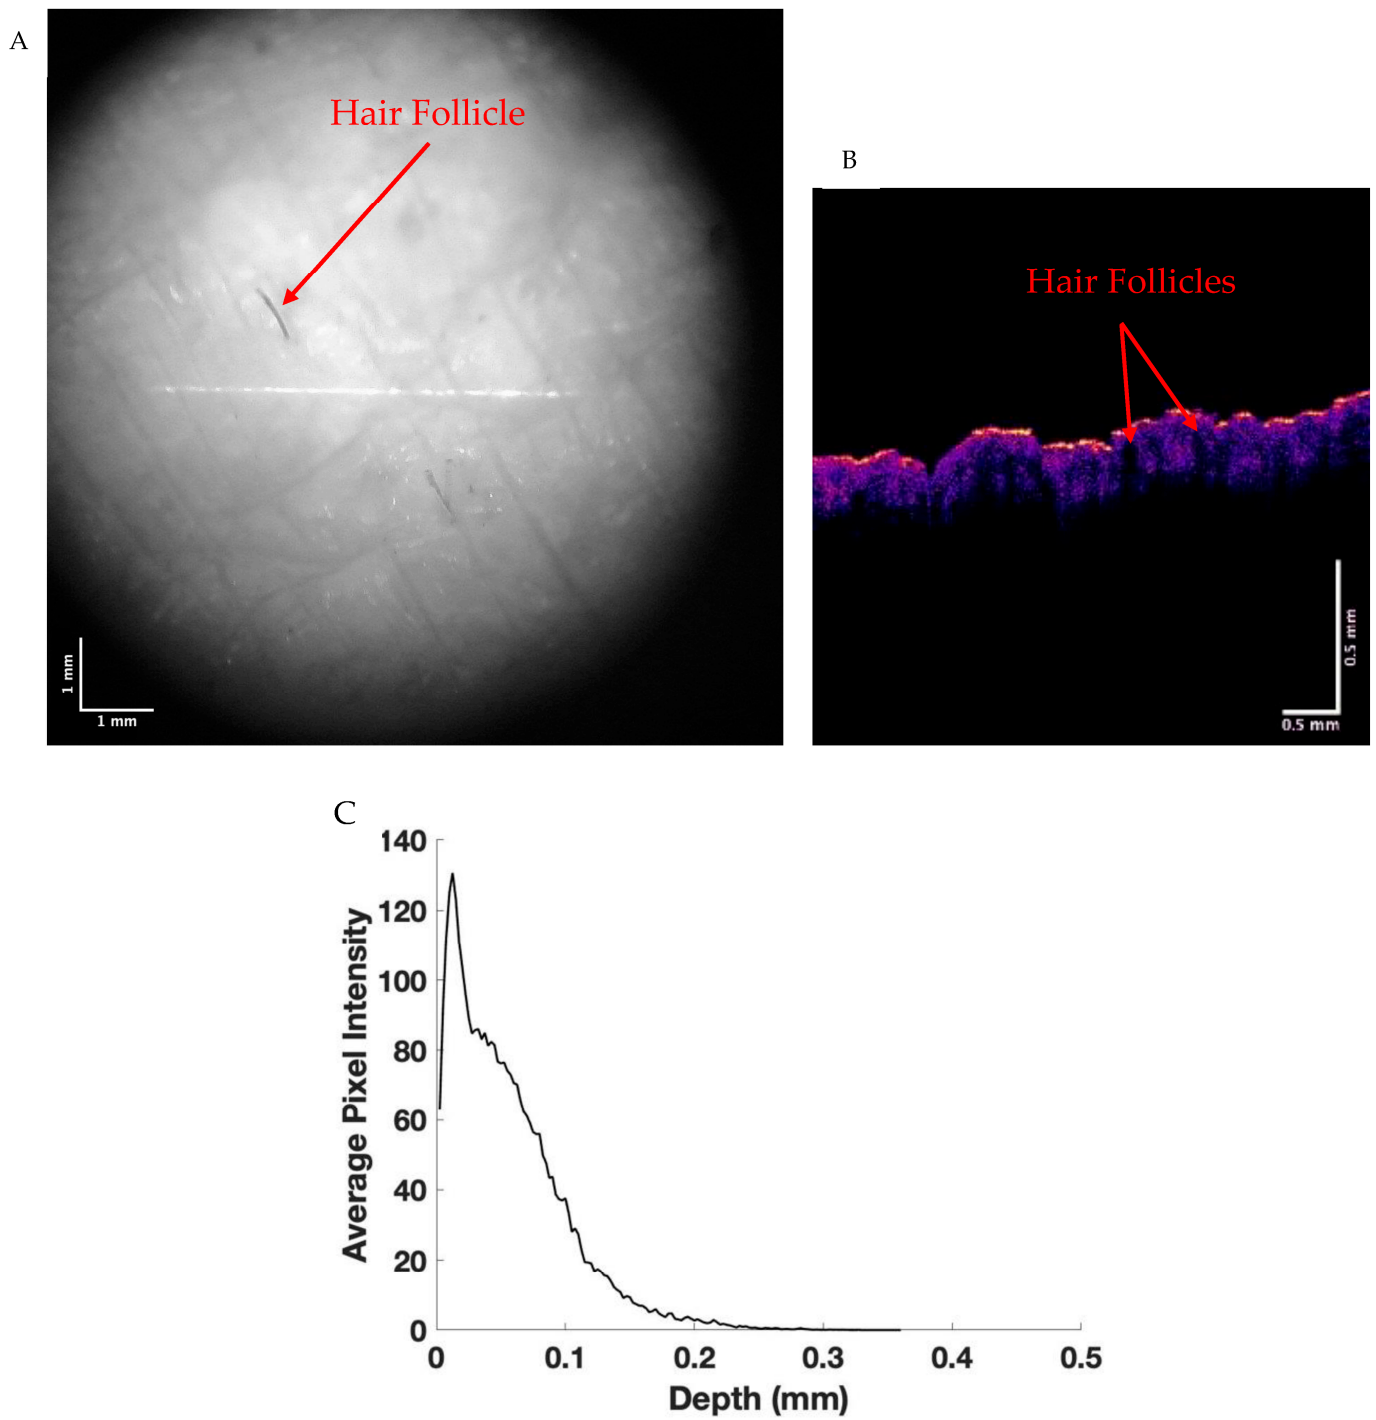 A
Hair Follicle
1 mm
1 mm
B
Hair Follicles
0.5 mm
0.5 mm
C
140
120
100
80
60
40
20
0
Average Pixel Intensity
0 0.1 0.2 0.3 0.4 0.5
Depth (mm)